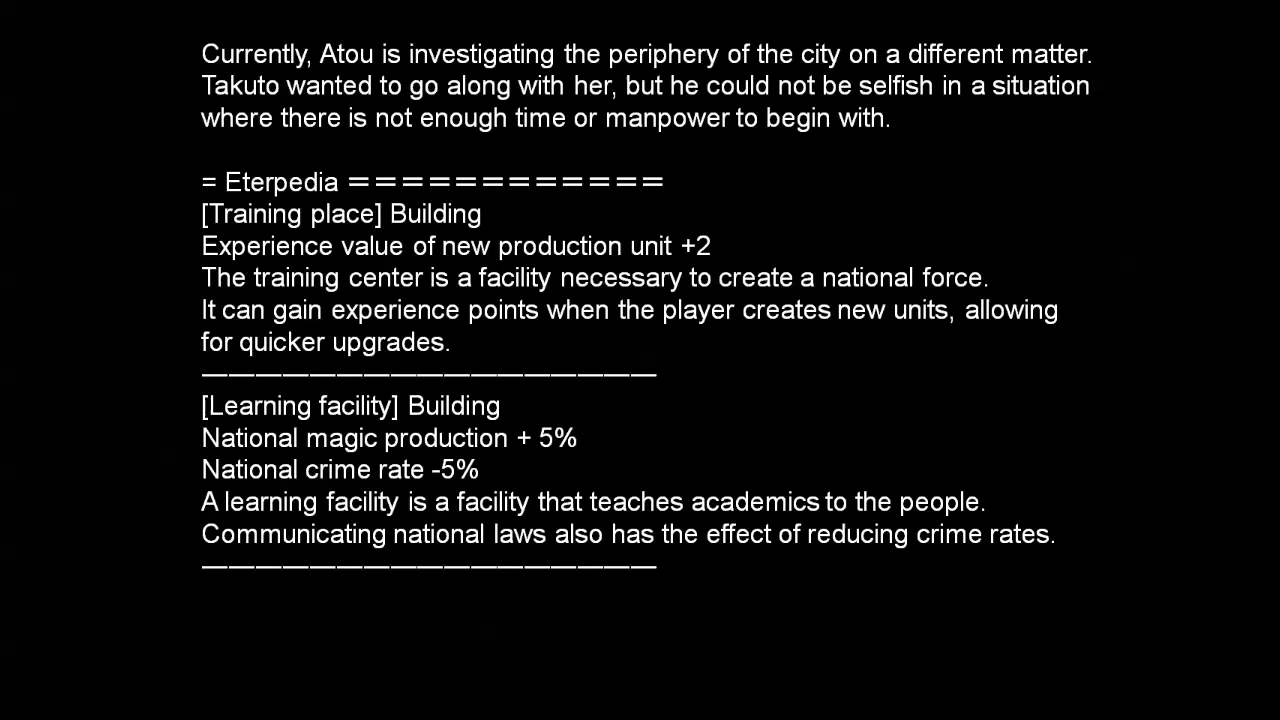 Currently, Atou is investigating the periphery of the city on a different matter.
Takuto wanted to go along with her, but he could not be selfish in a situation
where there is not enough time or manpower to begin with.
= Eterpedia ＝＝＝＝＝＝＝＝＝＝＝＝
[Training place] Building
Experience value of new production unit +2
The training center is a facility necessary to create a national force.
It can gain experience points when the player creates new units, allowing
for quicker upgrades.
—————————————————
[Learning facility] Building
National magic production + 5%
National crime rate -5%
A learning facility is a facility that teaches academics to the people.
Communicating national laws also has the effect of reducing crime rates.
—————————————————